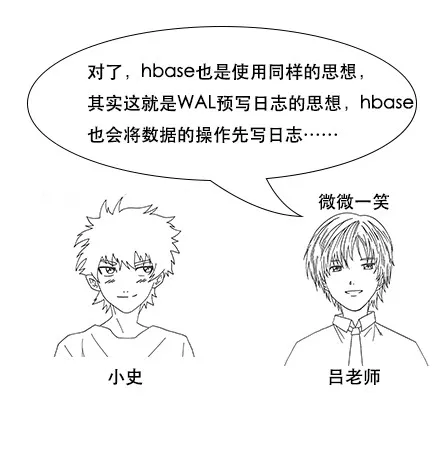 对了，hbase也是使用同样的思想，
其实这就是WAL预写日志的思想，hbase
也会将数据的操作先写日志……
微微一笑
小史
吕老师